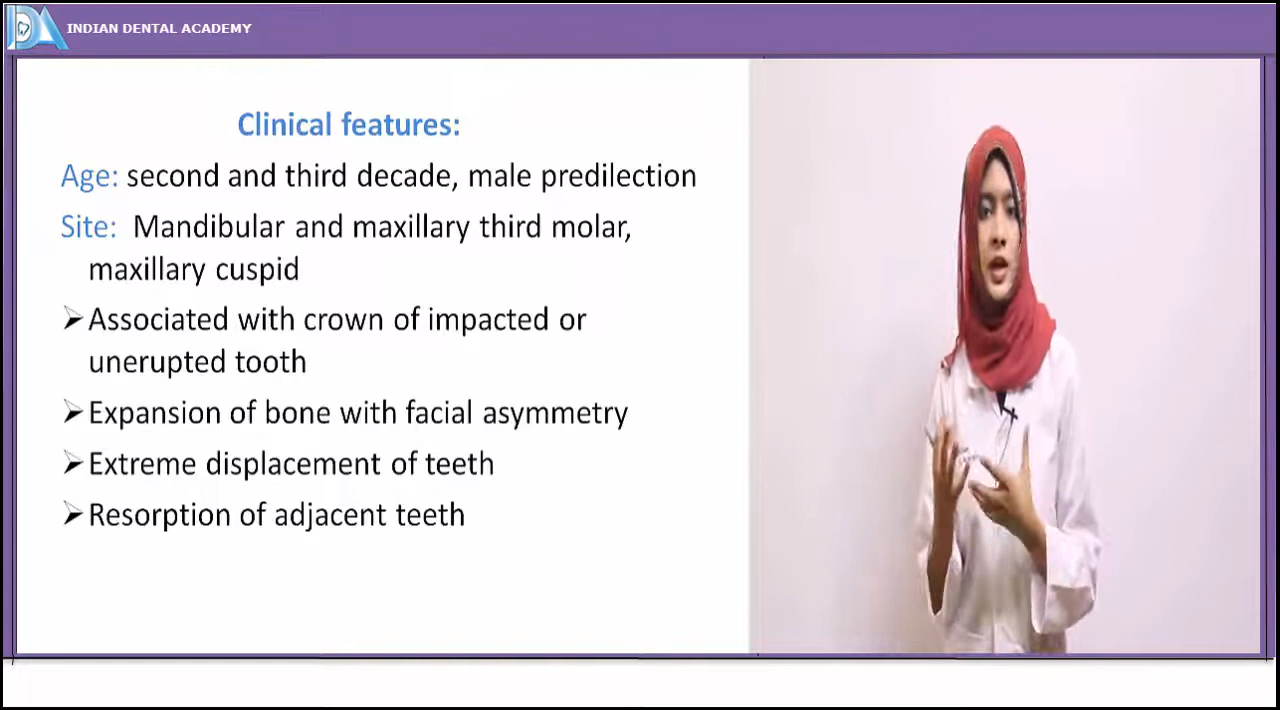 INDIAN DENTAL ACADEMY
Clinical features:
Age: second and third decade, male predilection
Site: Mandibular and maxillary third molar,
maxillary cuspid
➢Associated with crown of impacted or
unerupted tooth
➢Expansion of bone with facial asymmetry
➢Extreme displacement of teeth
➢Resorption of adjacent teeth